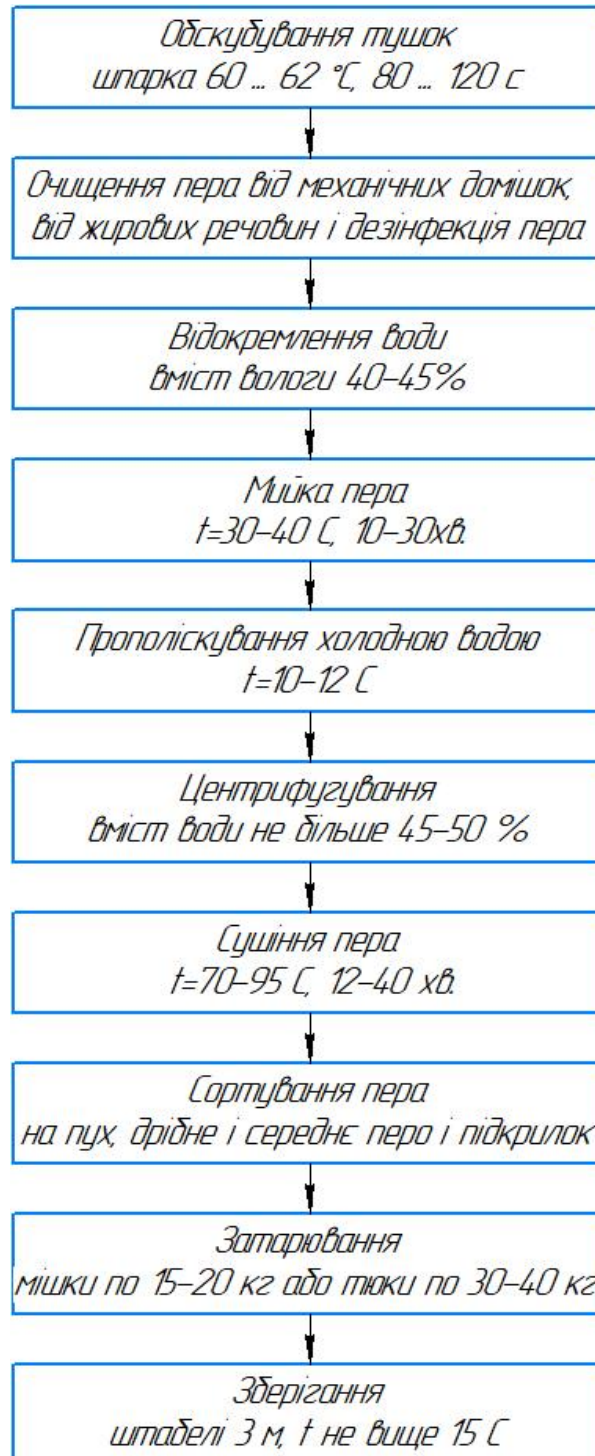 Обскубування тушок
шпарка 60 ... 62 °С, 80 ... 120 с
Очищення пера від механічних домішок,
від жирових речовин і дезінфекція пера
Відокремлення води
вміст вологи 40-45%
Мийка пера
t=30-40 С, 10-30хв.
Прополіскування холодною водою
t=10-12 С
Центрифугування
вміст води не більше 45-50 %
Сушіння пера
t=70-95 С, 12-40 хв.
Сортування пера
на пух, дрібне і середнє перо і підкрилок
Затарювання
мішки по 15-20 кг або тюки по 30-40 кг
Зберігання
штабелі 3 м, t не вище 15 С